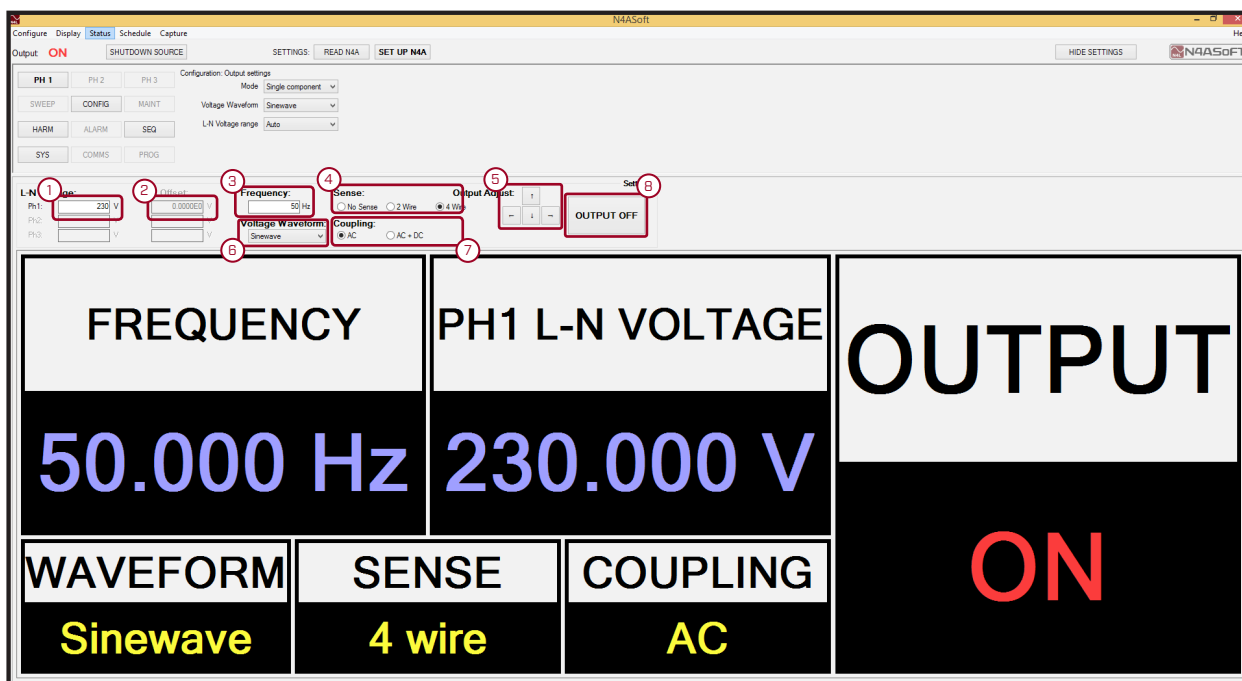 N4ASoft
Configure Display Status Schedule Capture He
Output: ON SHUTDOWN SOURCE SETTINGS: READ N4A SET UP N4A HIDE SETTINGS N4ASOFT
PH 1 PH 2 PH 3 Configuration: Output settings
Mode Single component
SWEEP CONFIG MAINT Voltage Waveform Sinewave
HARM ALARM SEQ L-N Voltage range Auto
SYS COMMS PROG
1 2 3 4 5 8
L-N ge: Offset: Frequency: Sense: Output Adjust: ↑ Set
Ph1: 230 V 0.0000E0 V 50 Hz No Sense 2 Wire 4 Wire ← ↓ → OUTPUT OFF
Ph2: V V Voltage Waveform: Coupling:
Ph3: V V Sinewave AC AC + DC
6 7
FREQUENCY PH1 L-N VOLTAGE OUTPUT
50.000 Hz 230.000 V ON
WAVEFORM SENSE COUPLING
Sinewave 4 wire AC